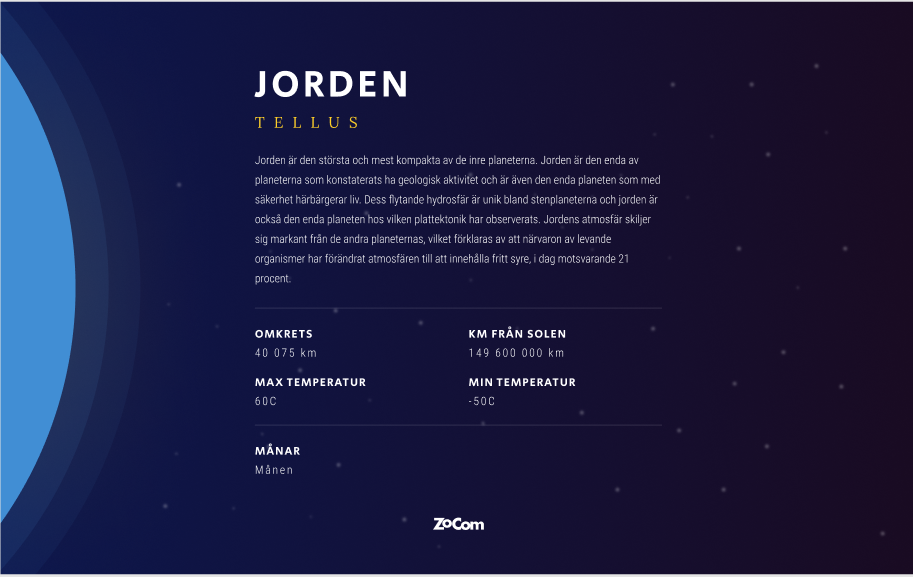 JORDEN
TELLUS
Jorden är den största och mest kompakta av de inre planeterna. Jorden är den enda av
planeterna som konstaterats ha geologisk aktivitet och är även den enda planeten som med
säkerhet härbärgerar liv. Dess flytande hydrosfär är unik bland stenplaneterna och jorden är
också den enda planeten hos vilken plattektonik har observerats. Jordens atmosfär skiljer
sig markant från de andra planeternas, vilket förklaras av att närvaron av levande
organismer har förändrat atmosfären till att innehålla fritt syre, i dag motsvarande 21
procent.
OMKRETS
40 075 km
KM FRÅN SOLEN
149 600 000 km
MAX TEMPERATUR
60C
MIN TEMPERATUR
-50C
MÅNAR
Månen
ZoCom